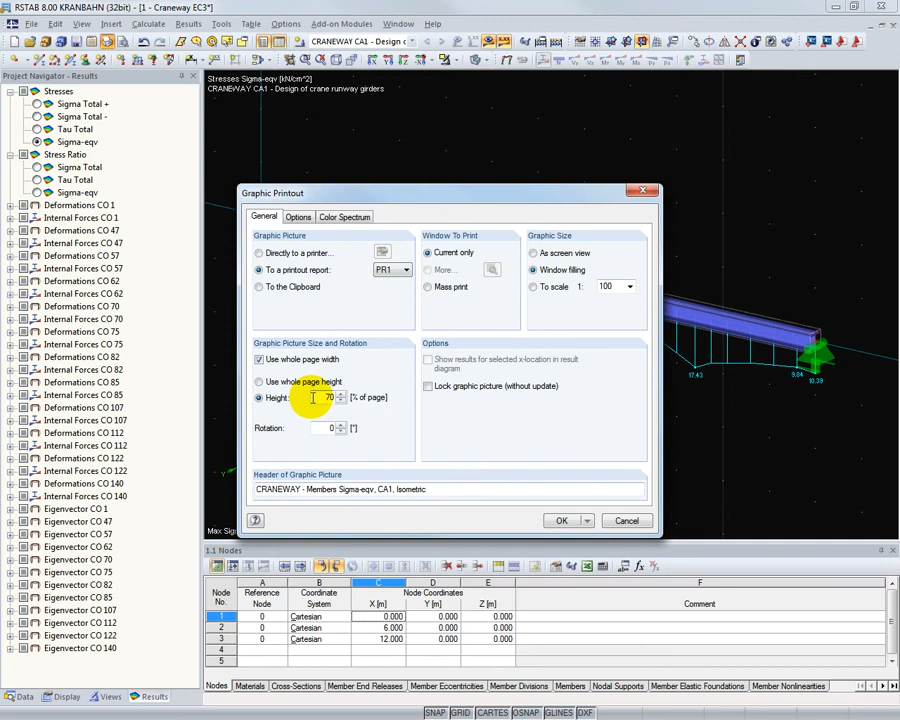 RSTAB 8.00 KRANBAHN (32bit) - [1 - Craneway EC3*]
File Edit View Insert Calculate Results Tools Table Options Add-on Modules Window Help
CRANEWAY CA1 - Design c
Project Navigator - Results
Stresses
Sigma Total +
Sigma Total -
Tau Total
Sigma-eqv
Stress Ratio
Sigma Total
Tau Total
Sigma-eqv
Deformations CO 1
Internal Forces CO 1
Deformations CO 47
Internal Forces CO 47
Deformations CO 57
Internal Forces CO 57
Deformations CO 62
Internal Forces CO 62
Deformations CO 70
Internal Forces CO 70
Deformations CO 75
Internal Forces CO 75
Deformations CO 82
Internal Forces CO 82
Deformations CO 85
Internal Forces CO 85
Deformations CO 107
Internal Forces CO 107
Deformations CO 112
Internal Forces CO 112
Deformations CO 122
Internal Forces CO 122
Deformations CO 140
Internal Forces CO 140
Eigenvector CO 1
Eigenvector CO 47
Eigenvector CO 57
Eigenvector CO 62
Eigenvector CO 70
Eigenvector CO 75
Eigenvector CO 82
Eigenvector CO 85
Eigenvector CO 107
Eigenvector CO 112
Eigenvector CO 122
Eigenvector CO 140
Data Display Views Results
Stresses Sigma-eqv [kN/cm^2]
CRANEWAY CA1 - Design of crane runway girders
17.43
9.84
10.39
Y
Max Sig
Graphic Printout
General Options Color Spectrum
Graphic Picture
Directly to a printer...
To a printout report: PR1
To the Clipboard
Window To Print
Current only
More...
Mass print
Graphic Size
As screen view
Window filling
To scale 1: 100
Graphic Picture Size and Rotation
Use whole page width
Use whole page height
Height: 70 [% of page]
Rotation: 0 [°]
Options
Show results for selected x-location in result
diagram
Lock graphic picture (without update)
Header of Graphic Picture
CRANEWAY - Members Sigma-eqv, CA1, Isometric
OK Cancel
1.1 Nodes
A B C D E F
Node Reference Coordinate Node Coordinates
No. Node System X [m] Y [m] Z [m] Comment
1 0 Cartesian 0.000 0.000 0.000
2 0 Cartesian 6.000 0.000 0.000
3 0 Cartesian 12.000 0.000 0.000
4
5
Nodes Materials Cross-Sections Member End Releases Member Eccentricities Member Divisions Members Nodal Supports Member Elastic Foundations Member Nonlinearities
SNAP GRID CARTES OSNAP GLINES DXF